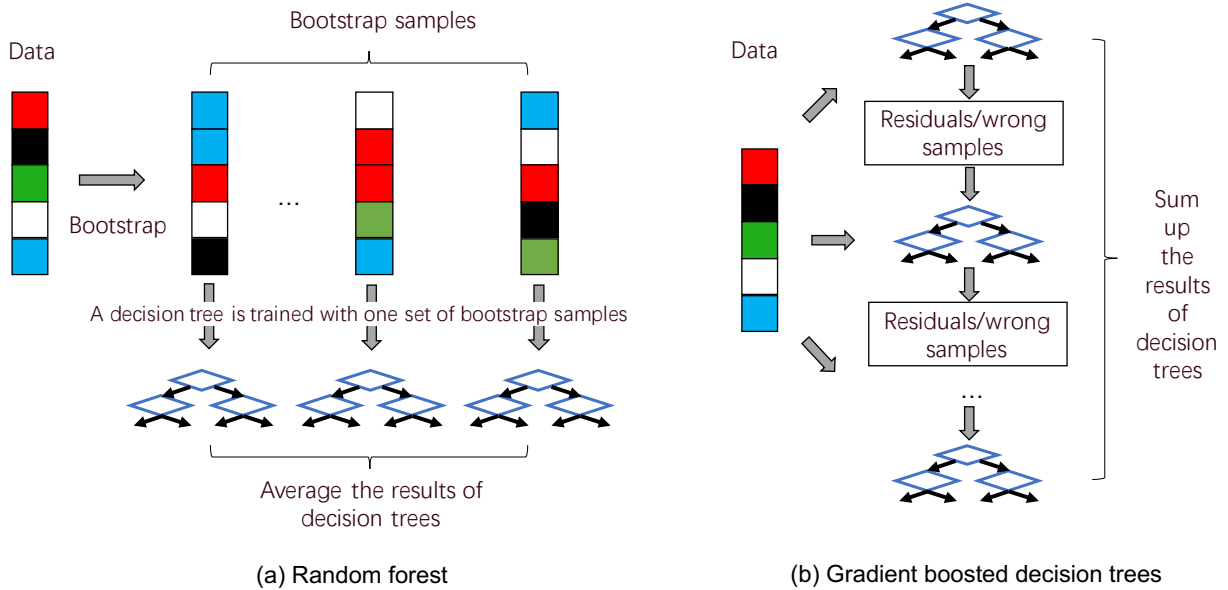 Bootstrap samples
Data
Bootstrap
...
A decision tree is trained with one set of bootstrap samples
Average the results of
decision trees
(a) Random forest
Data
Residuals/wrong
samples
Residuals/wrong
samples
...
Sum
up
the
results
of
decision
trees
(b) Gradient boosted decision trees